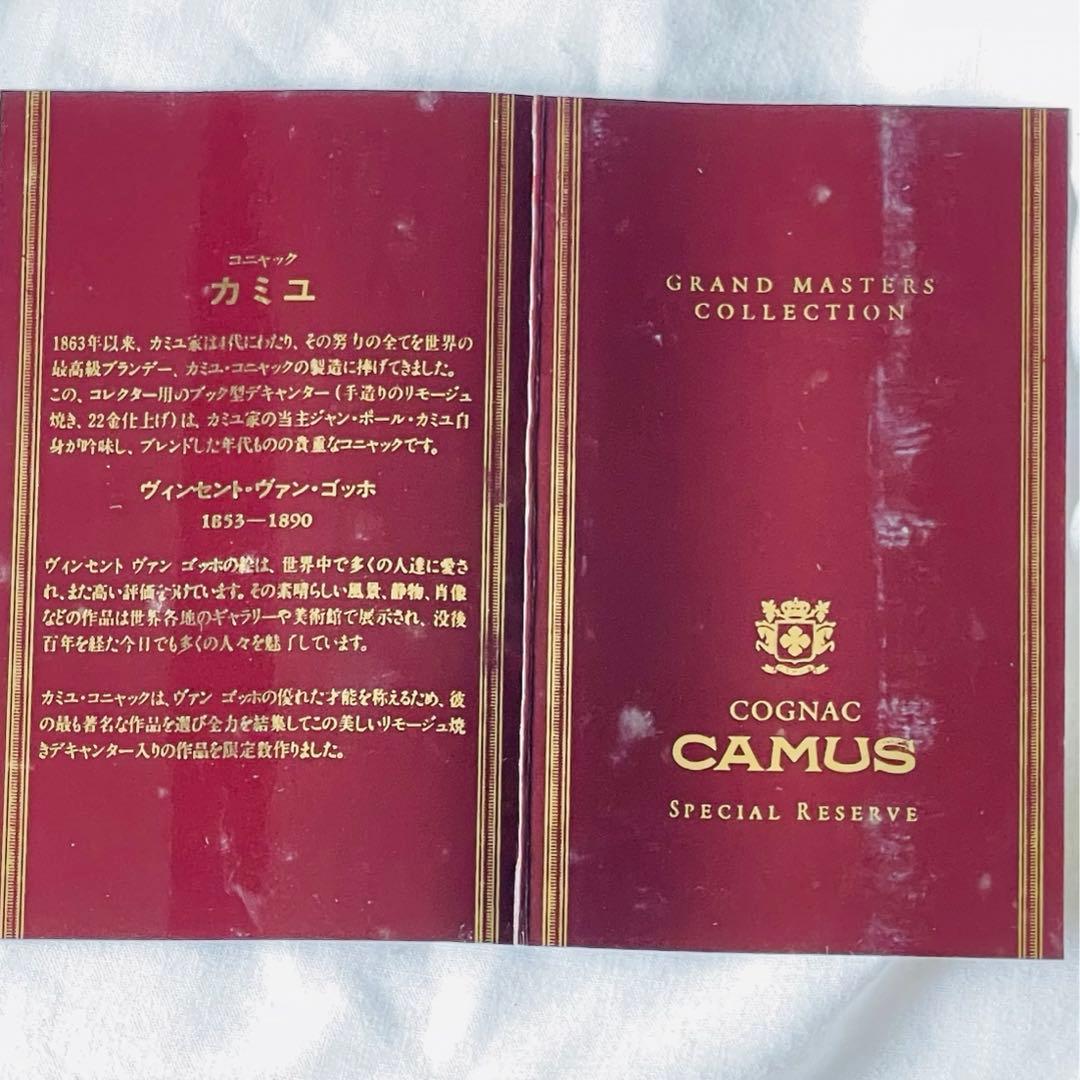 コニャック
カミユ
1863年以来、カミユ家は4代にわたり、その努力の全てを世界の
最高級ブランデー、カミユ・コニャックの製造に捧げてきました。
この、コレクター用のブック型デキャンター(手造りのリモージュ
焼き、22金仕上げ)は、カミユ家の当主ジャン・ポール・カミユ自
身が吟味し、ブレンドした年代ものの貴重なコニャックです。
ヴィンセント・ヴァン・ゴッホ
1853—1890
ヴィンセント ヴァン ゴッホの絵は、世界中で多くの人達に愛さ
れ、また高い評価をうけています。その素晴らしい風景、静物、肖像
などの作品は世界各地のギャラリーや美術館で展示され、没後
百年を経た今日でも多くの人々を魅了しています。
カミユ・コニャックは、ヴァン ゴッホの優れた才能を称えるため、彼
の最も著名な作品を選び全力を結集してこの美しいリモージュ焼
きデキャンター入りの作品を限定数作りました。
GRAND MASTERS
COLLECTION
COGNAC
CAMUS
SPECIAL RESERVE